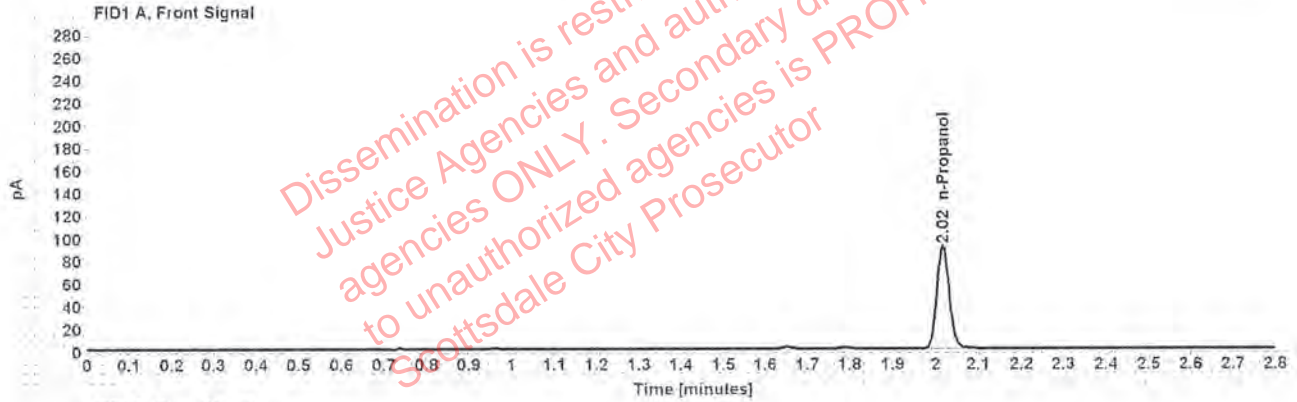 FID1 A, Front Signal
280
260
240
220
200
180
160
140
120
100
80
60
40
20
0
pA
0 0.1 0.2 0.3 0.4 0.5 0.6 0.7 0.8 0.9 1 1.1 1.2 1.3 1.4 1.5 1.6 1.7 1.8 1.9 2 2.1 2.2 2.3 2.4 2.5 2.6 2.7 2.8
Time [minutes]
2.02 n-Propanol
Dissemination is
Justice Agencies and
agencies ONLY. Secondary
to unauthorized agencies is
Scottsdale City Prosecutor